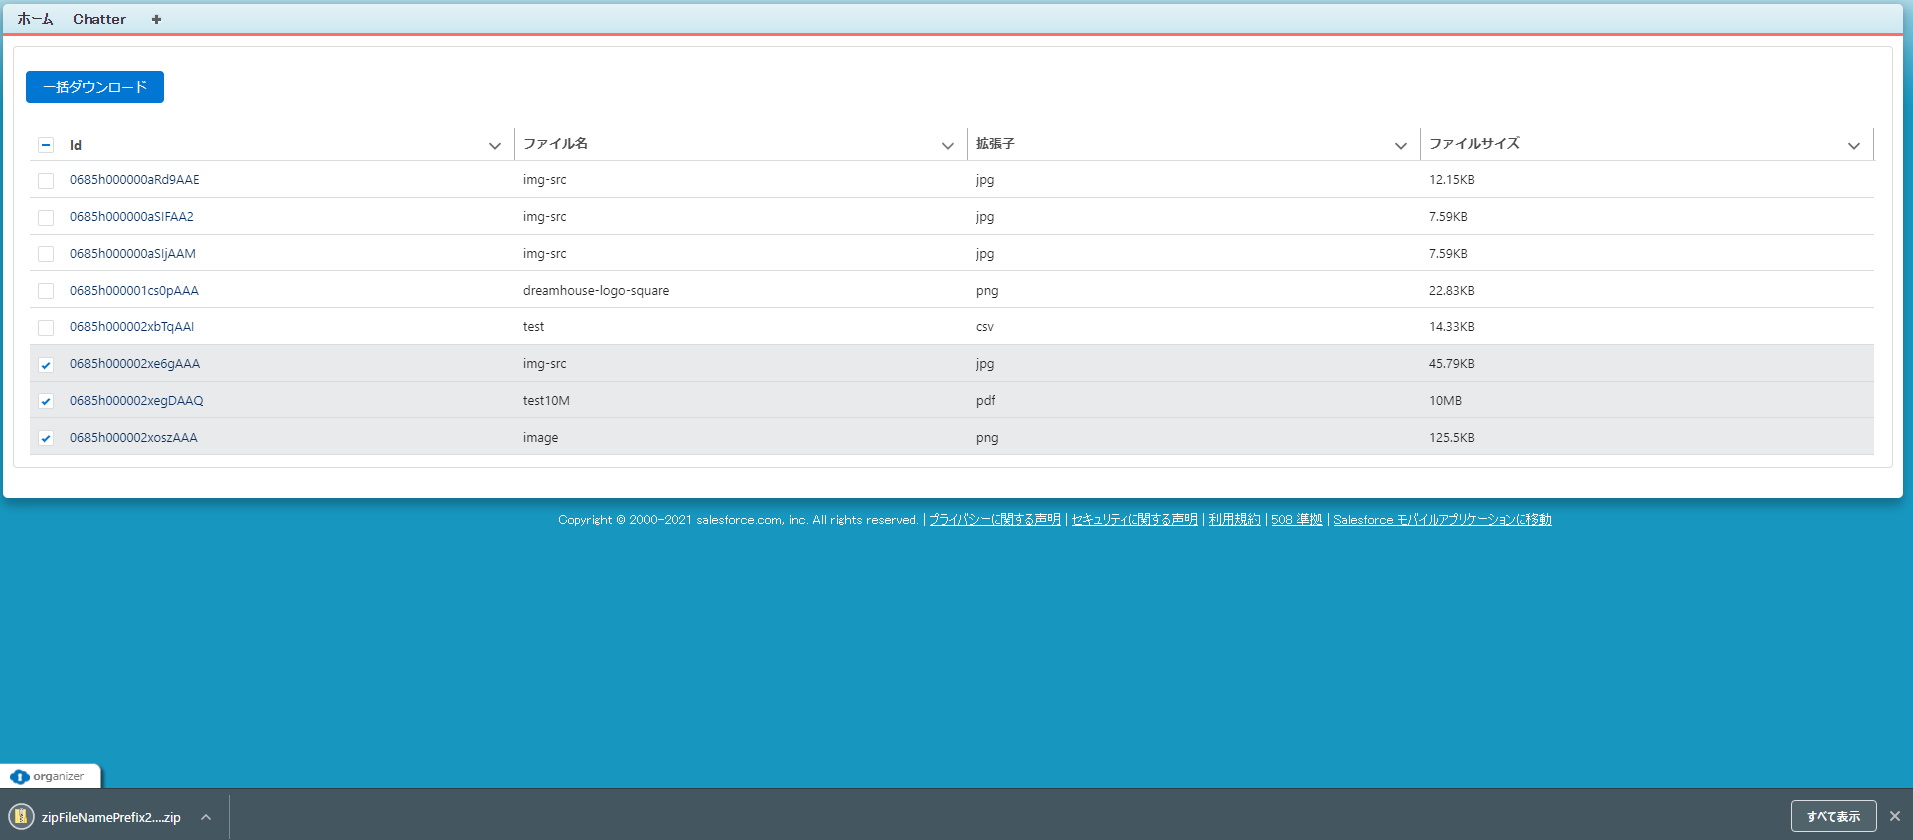 ホーム Chatter +
一括ダウンロード
Id ファイル名 拡張子 ファイルサイズ
0685h000000aRd9AAE img-src jpg 12.15KB
0685h000000aSIFAA2 img-src jpg 7.59KB
0685h000000aSIjAAM img-src jpg 7.59KB
0685h000001cs0pAAA dreamhouse-logo-square png 22.83KB
0685h000002xbTqAAI test csv 14.33KB
0685h000002xe6gAAA img-src jpg 45.79KB
0685h000002xegDAAQ test10M pdf 10MB
0685h000002xoszAAA image png 125.5KB
Copyright © 2000-2021 salesforce.com, inc. All rights reserved. | プライバシーに関する声明 | セキュリティに関する声明 | 利用規約 | 508 準拠 | Salesforce モバイルアプリケーションに移動
organizer
zipFileNamePrefix2....zip すべて表示